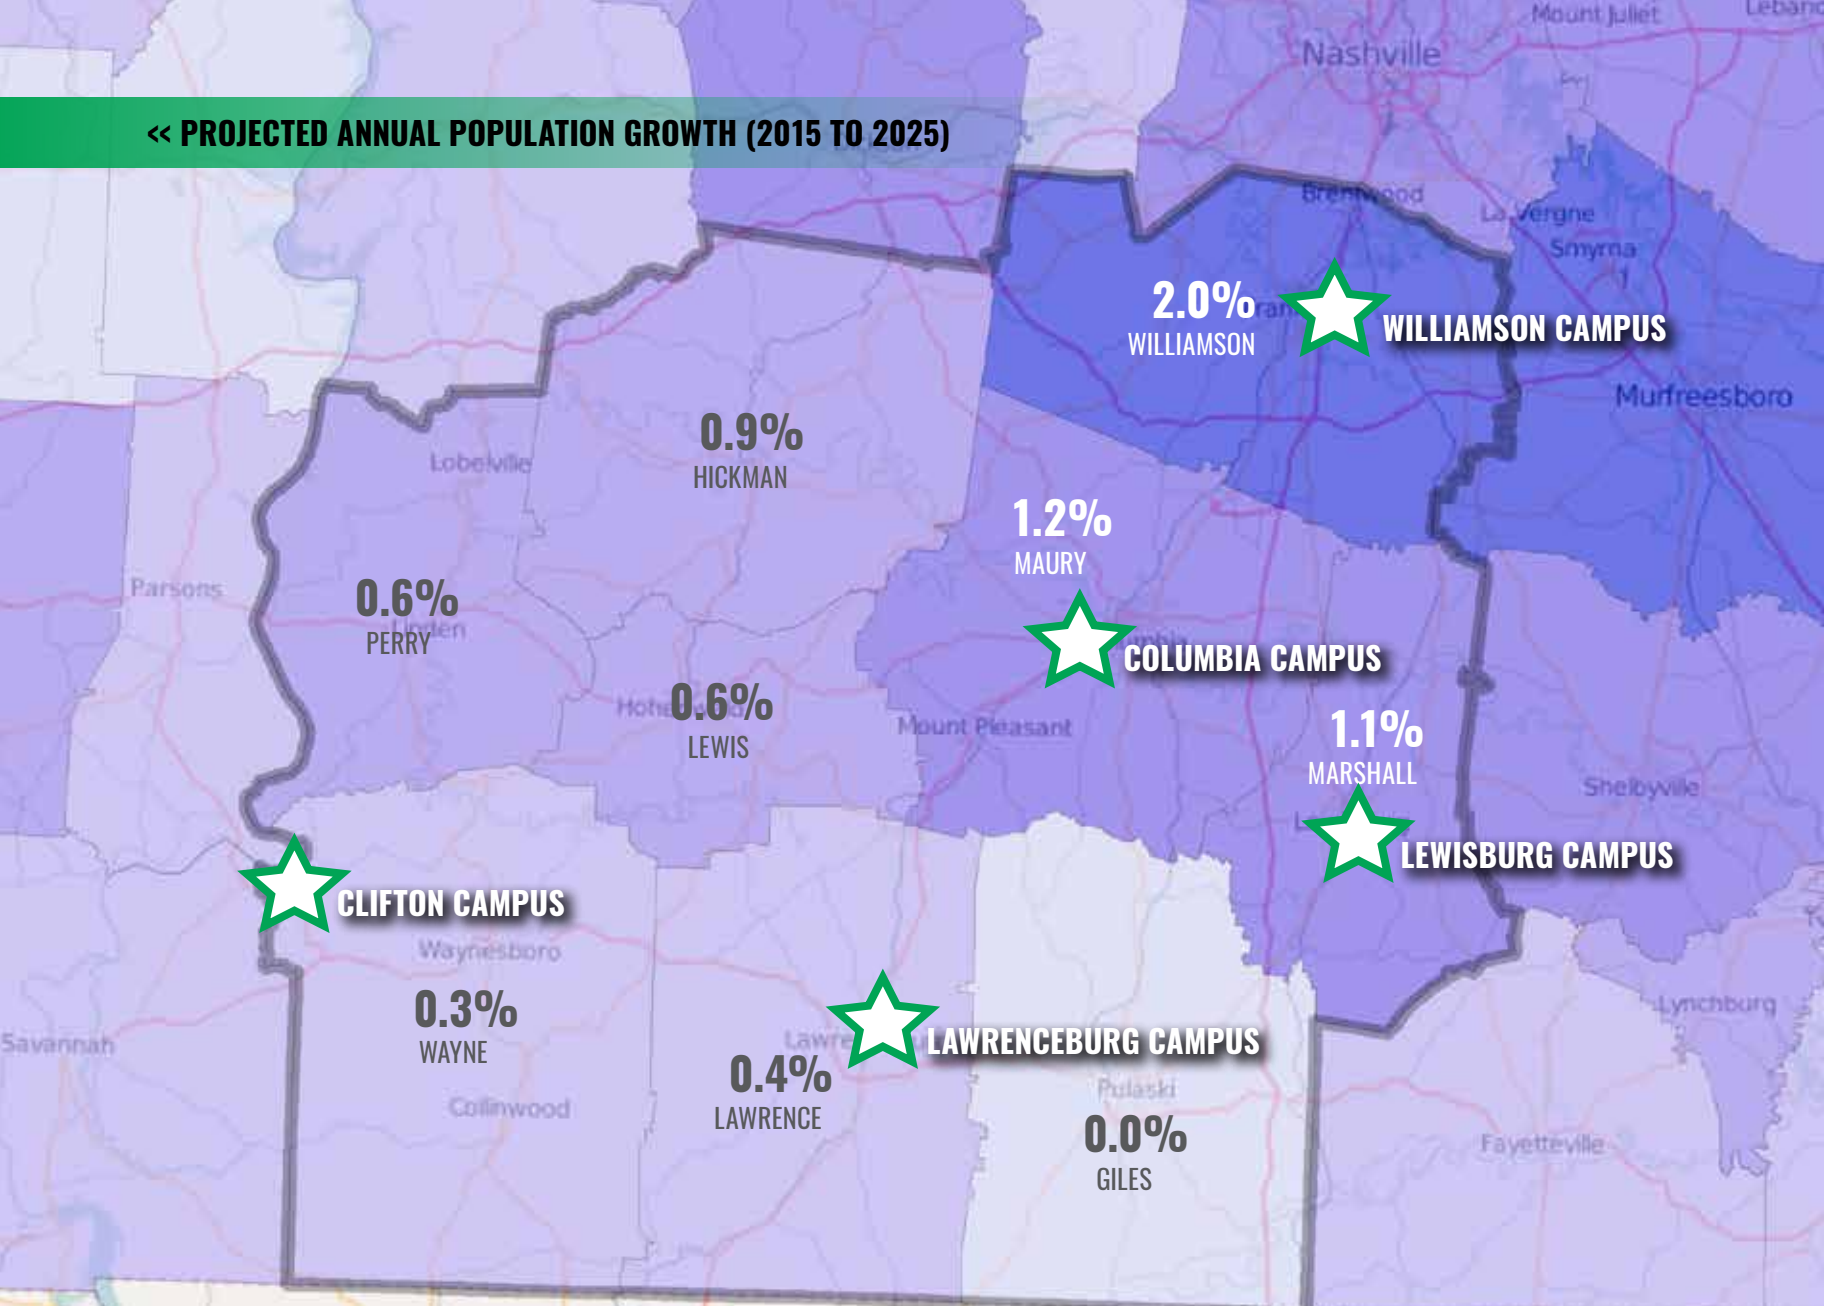 Mount Juliet
Nashville
<< PROJECTED ANNUAL POPULATION GROWTH (2015 TO 2025)
Brentwood
La Vergne
Smyrna
2.0%
WILLIAMSON
WILLIAMSON CAMPUS
Murfreesboro
0.9%
HICKMAN
Lobelville
1.2%
MAURY
Parsons
0.6%
PERRY
Linden
COLUMBIA CAMPUS
0.6%
LEWIS
Mount Pleasant
1.1%
MARSHALL
Shelbyville
LEWISBURG CAMPUS
CLIFTON CAMPUS
Waynesboro
0.3%
WAYNE
Savannah
Lynchburg
LAWRENCEBURG CAMPUS
0.4%
LAWRENCE
Collinwood
Pulaski
0.0%
GILES
Fayetteville